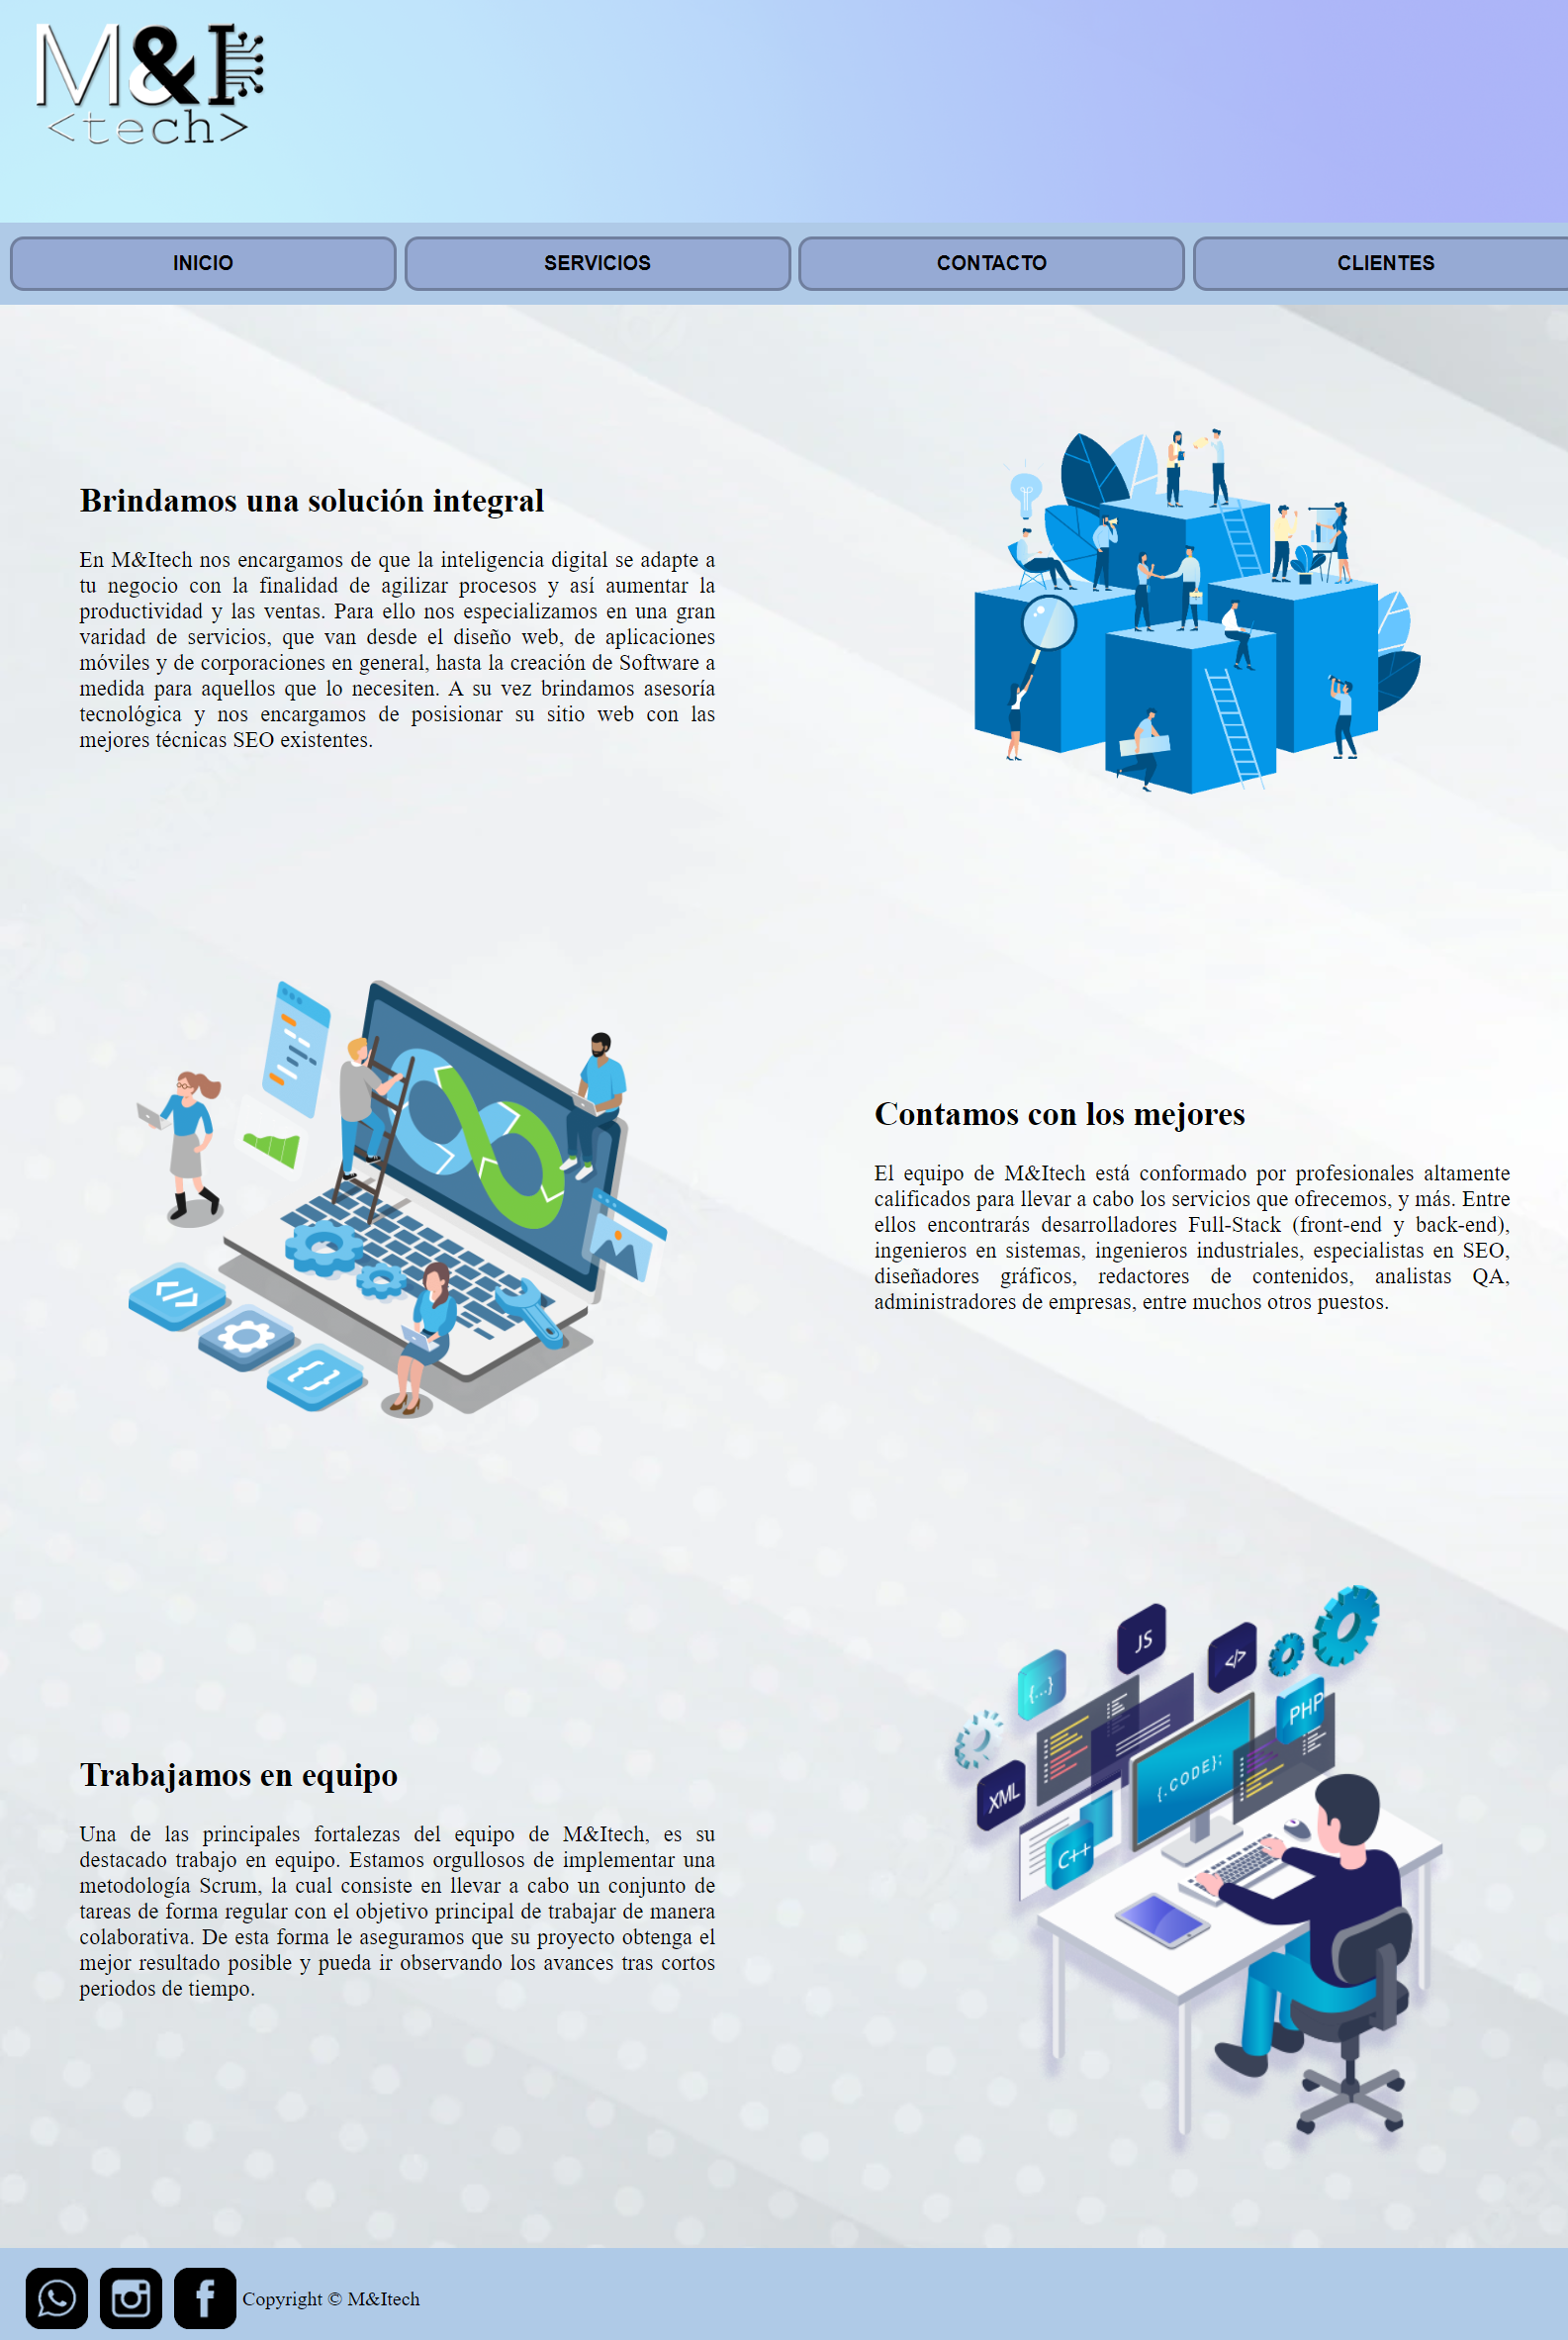 M&I
<tech>
INICIO
SERVICIOS
CONTACTO
CLIENTES
Brindamos una solución integral
En M&Itech nos encargamos de que la inteligencia digital se adapte a
tu negocio con la finalidad de agilizar procesos y así aumentar la
productividad y las ventas. Para ello nos especializamos en una gran
varidad de servicios, que van desde el diseño web, de aplicaciones
móviles y de corporaciones en general, hasta la creación de Software a
medida para aquellos que lo necesiten. A su vez brindamos asesoría
tecnológica y nos encargamos de posisionar su sitio web con las
mejores técnicas SEO existentes.
</>
{}
Contamos con los mejores
El equipo de M&Itech está conformado por profesionales altamente
calificados para llevar a cabo los servicios que ofrecemos, y más. Entre
ellos encontrarás desarrolladores Full-Stack (front-end y back-end),
ingenieros en sistemas, ingenieros industriales, especialistas en SEO,
diseñadores gráficos, redactores de contenidos, analistas QA,
administradores de empresas, entre muchos otros puestos.
Trabajamos en equipo
Una de las principales fortalezas del equipo de M&Itech, es su
destacado trabajo en equipo. Estamos orgullosos de implementar una
metodología Scrum, la cual consiste en llevar a cabo un conjunto de
tareas de forma regular con el objetivo principal de trabajar de manera
colaborativa. De esta forma le aseguramos que su proyecto obtenga el
mejor resultado posible y pueda ir observando los avances tras cortos
periodos de tiempo.
JS
</>
{...}
PHP
{.CODE};
XML
C++
Copyright © M&Itech